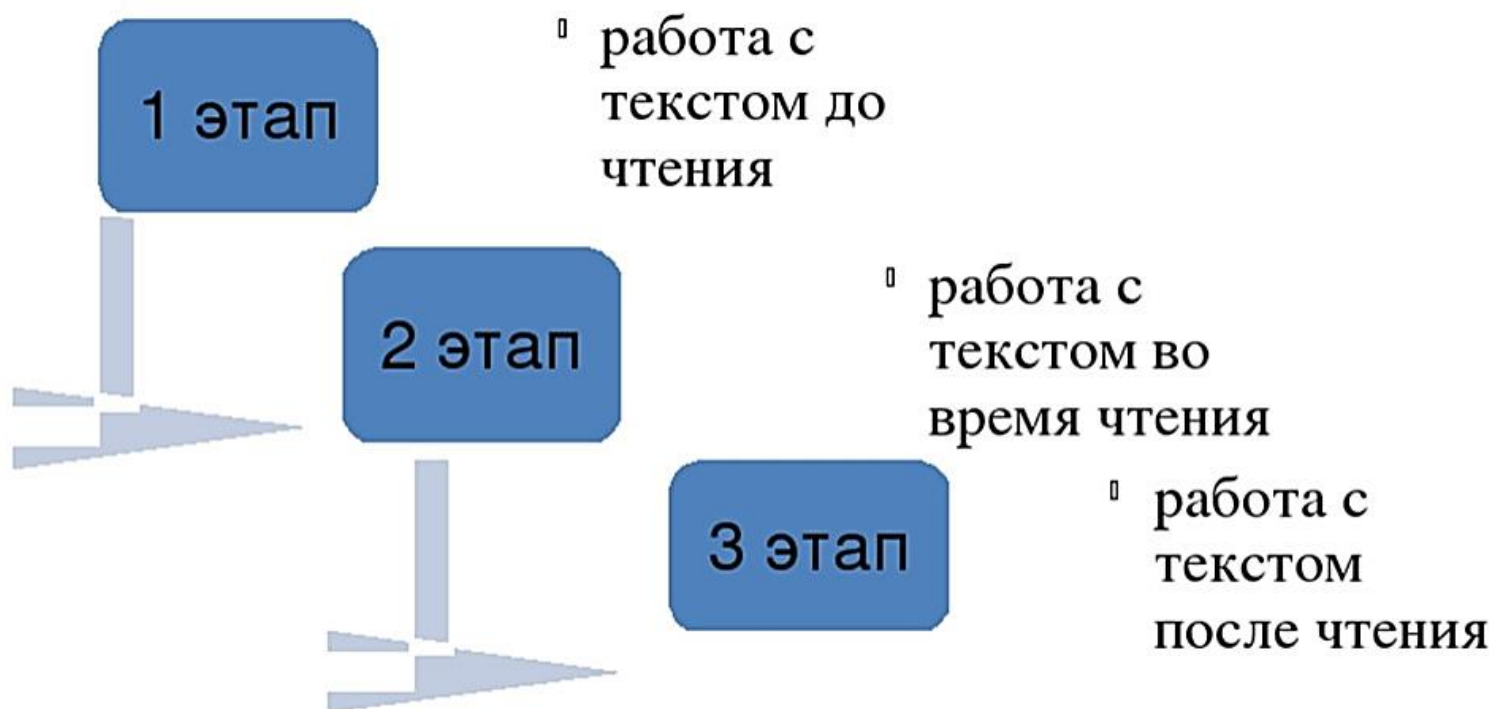 1 этап
работа с
текстом до
чтения
2 этап
работа с
текстом во
время чтения
3 этап
работа с
текстом
после чтения